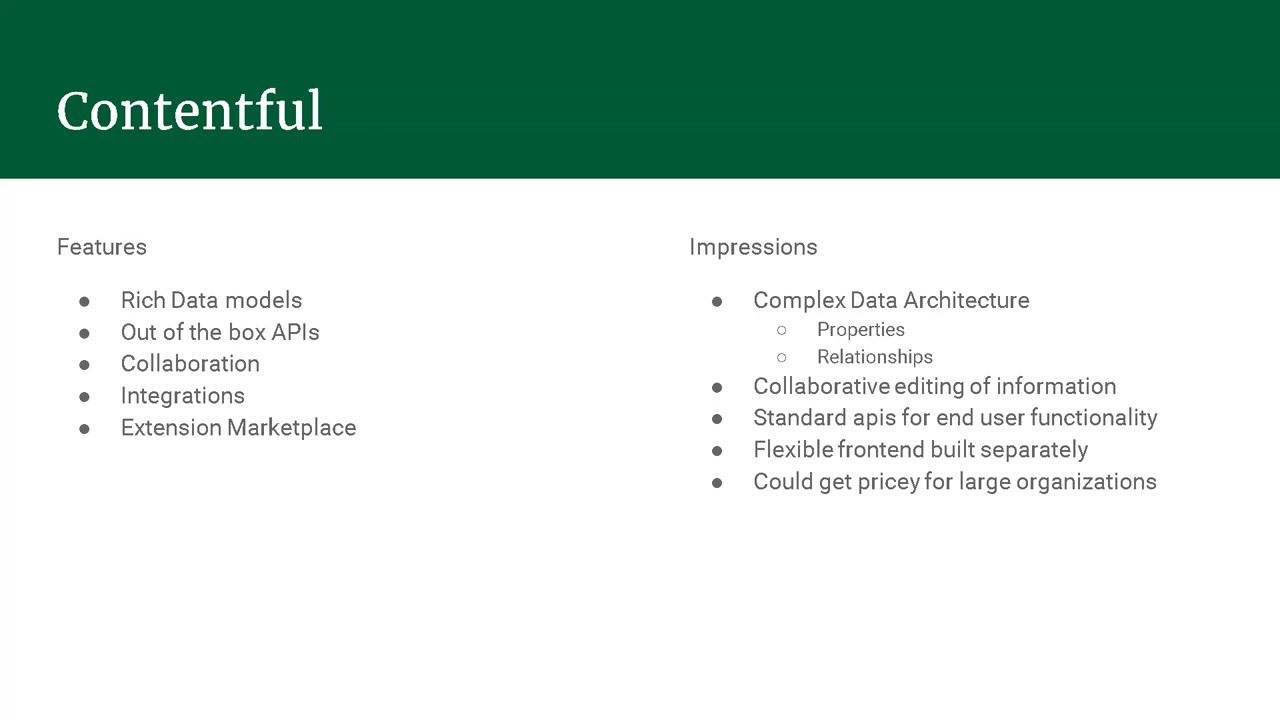 Contentful
Features
● Rich Data models
● Out of the box APIs
● Collaboration
● Integrations
● Extension Marketplace
Impressions
● Complex Data Architecture
○ Properties
○ Relationships
● Collaborative editing of information
● Standard apis for end user functionality
● Flexible frontend built separately
● Could get pricey for large organizations